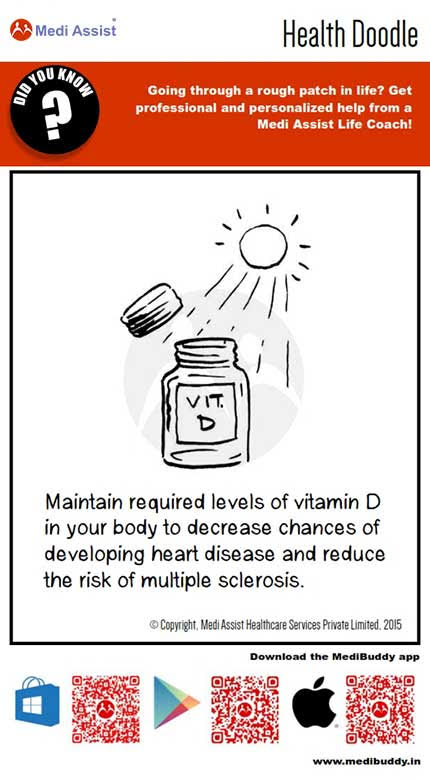 Medi Assist®
Health Doodle
DID YOU KNOW
?
Going through a rough patch in life? Get
professional and personalized help from a
Medi Assist Life Coach!
VIT.
D
Maintain required levels of vitamin D
in your body to decrease chances of
developing heart disease and reduce
the risk of multiple sclerosis.
© Copyright, Medi Assist Healthcare Services Private Limited, 2015
Download the MediBuddy app
www.medibuddy.in